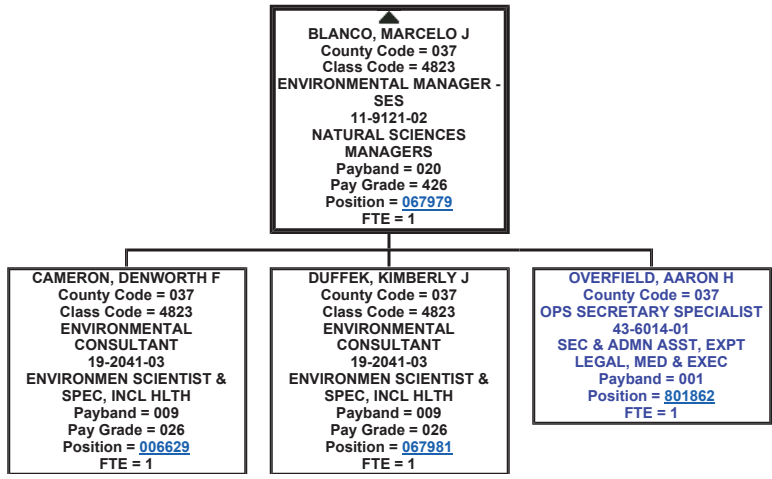 BLANCO, MARCELO J
County Code = 037
Class Code = 4823
ENVIRONMENTAL MANAGER -
SES
11-9121-02
NATURAL SCIENCES
MANAGERS
Payband = 020
Pay Grade = 426
Position = 067979
FTE = 1
CAMERON, DENWORTH F
County Code = 037
Class Code = 4823
ENVIRONMENTAL
CONSULTANT
19-2041-03
ENVIRONMEN SCIENTIST &
SPEC, INCL HLTH
Payband = 009
Pay Grade = 026
Position = 006629
FTE = 1
DUFFEK, KIMBERLY J
County Code = 037
Class Code = 4823
ENVIRONMENTAL
CONSULTANT
19-2041-03
ENVIRONMEN SCIENTIST &
SPEC, INCL HLTH
Payband = 009
Pay Grade = 026
Position = 067981
FTE = 1
OVERFIELD, AARON H
County Code = 037
OPS SECRETARY SPECIALIST
43-6014-01
SEC & ADMN ASST, EXPT
LEGAL, MED & EXEC
Payband = 001
Position = 801862
FTE = 1